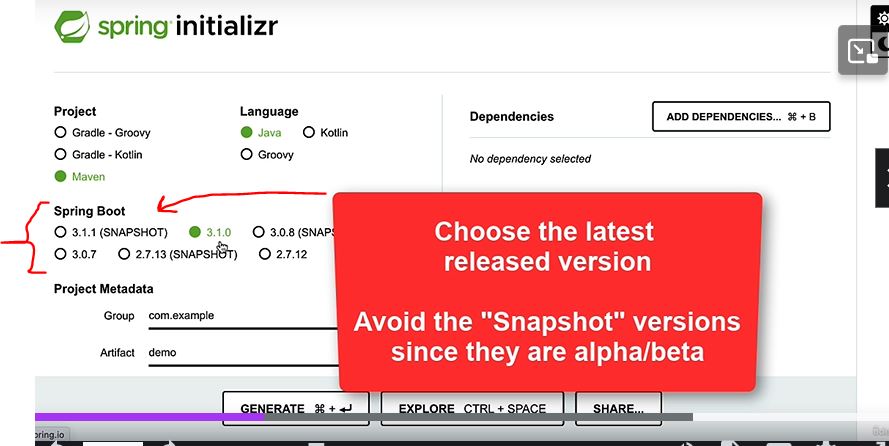 spring initializr
Project
Language
Gradle - Groovy
Java
Kotlin
Gradle - Kotlin
Groovy
Maven
Dependencies
ADD DEPENDENCIES... ⌘ + B
No dependency selected
Spring Boot
3.1.1 (SNAPSHOT)
3.1.0
3.0.8 (SNAPS
3.0.7
2.7.13 (SNAPSHOT)
2.7.12
Choose the latest
released version
Avoid the "Snapshot" versions
since they are alpha/beta
Project Metadata
Group
com.example
Artifact
demo
GENERATE ⌘ + ↵
EXPLORE CTRL + SPACE
SHARE...
pring.io